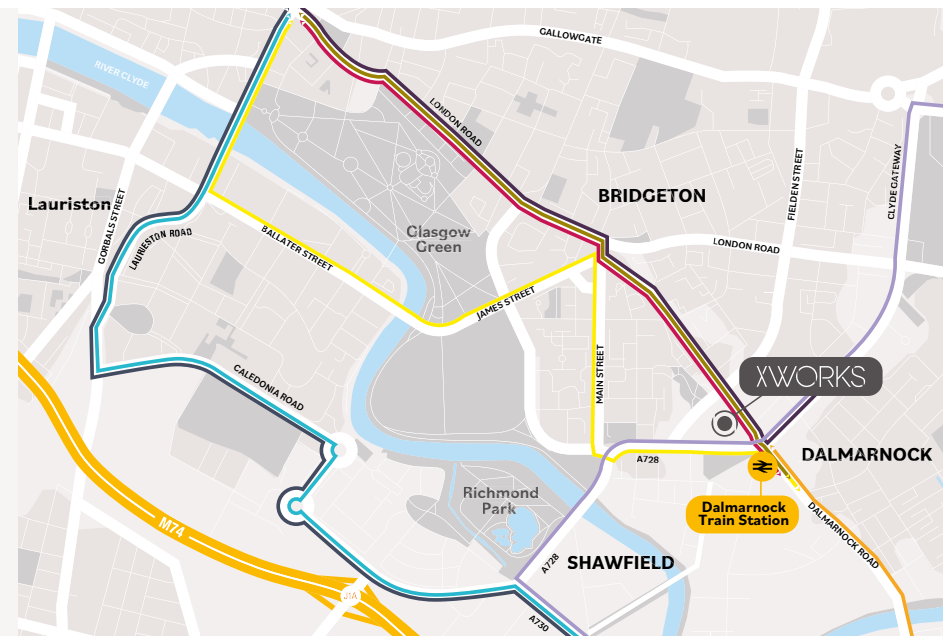 GALLOWGATE
RIVER CLYDE
LONDON ROAD
FIELDEN STREET
CLYDE GATEWAY
Lauriston
GORBALS STREET
BRIDGETON
LAURIESTON ROAD
BALLATER STREET
Glasgow
Green
LONDON ROAD
JAMES STREET
MAIN STREET
CALEDONIA ROAD
XWORKS
A728
DALMARNOCK
Richmond
Park
Dalmarnock
Train Station
M74
DALMARNOCK ROAD
A728
SHAWFIELD
J1A
A730